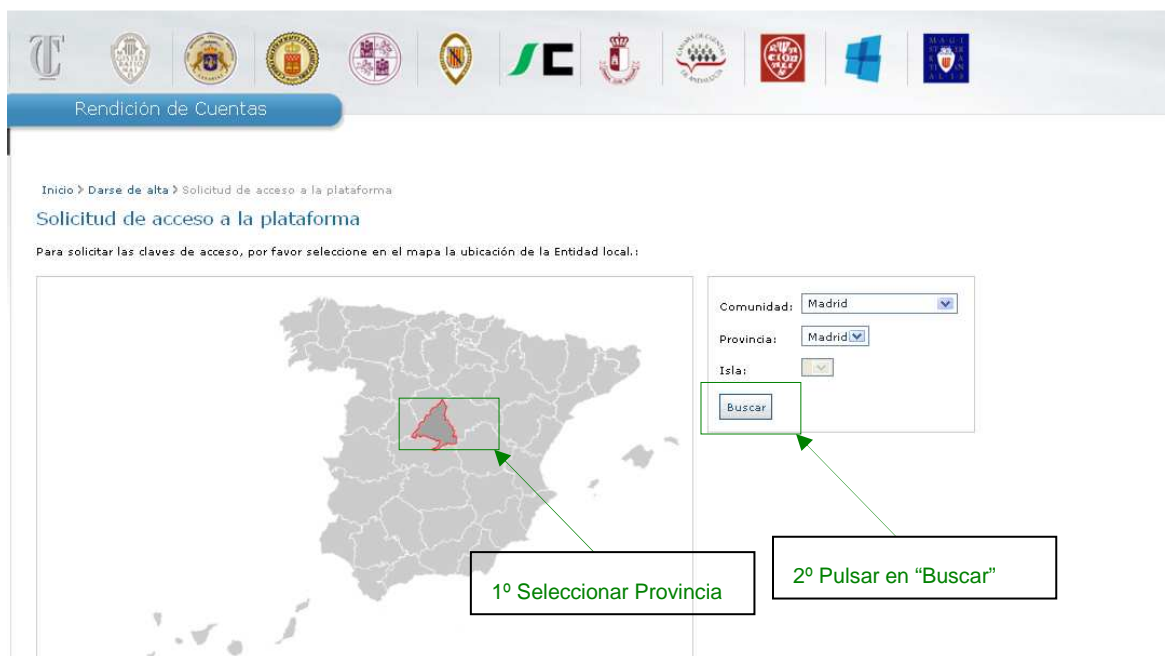 Rendición de Cuentas
Inicio > Darse de alta > Solicitud de acceso a la plataforma
Solicitud de acceso a la plataforma
Para solicitar las claves de acceso, por favor seleccione en el mapa la ubicación de la Entidad local.:
Comunidad: Madrid
Provincia: Madrid
Isla:
Buscar
1º Seleccionar Provincia
2º Pulsar en “Buscar”